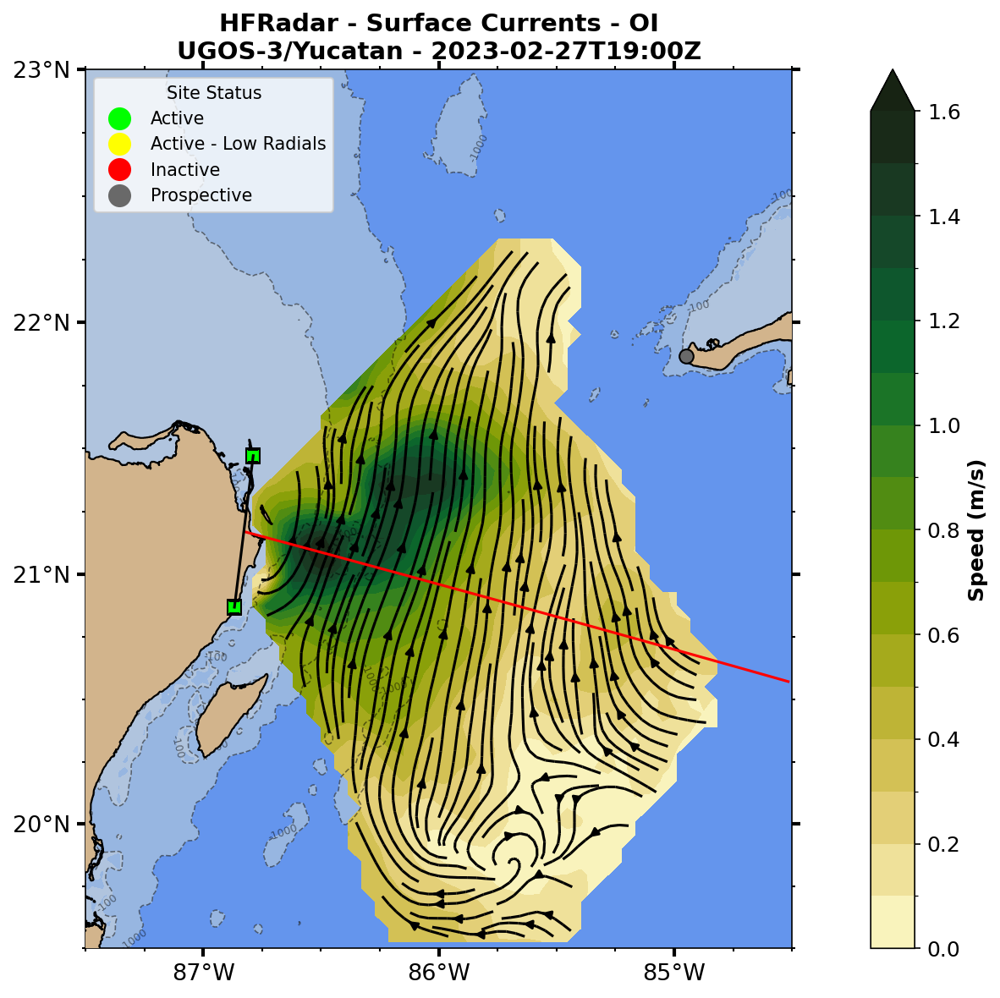 HFRadar - Surface Currents - OI
UGOS-3/Yucatan - 2023-02-27T19:00Z
Site Status
Active
Active - Low Radials
Inactive
Prospective
23°N
22°N
21°N
20°N
87°W
86°W
85°W
1.6
1.4
1.2
1.0
0.8
0.6
0.4
0.2
0.0
Speed (m/s)
-1000
-100
-100
-100
-100
-1000
-1000
-1000
-100
-1000